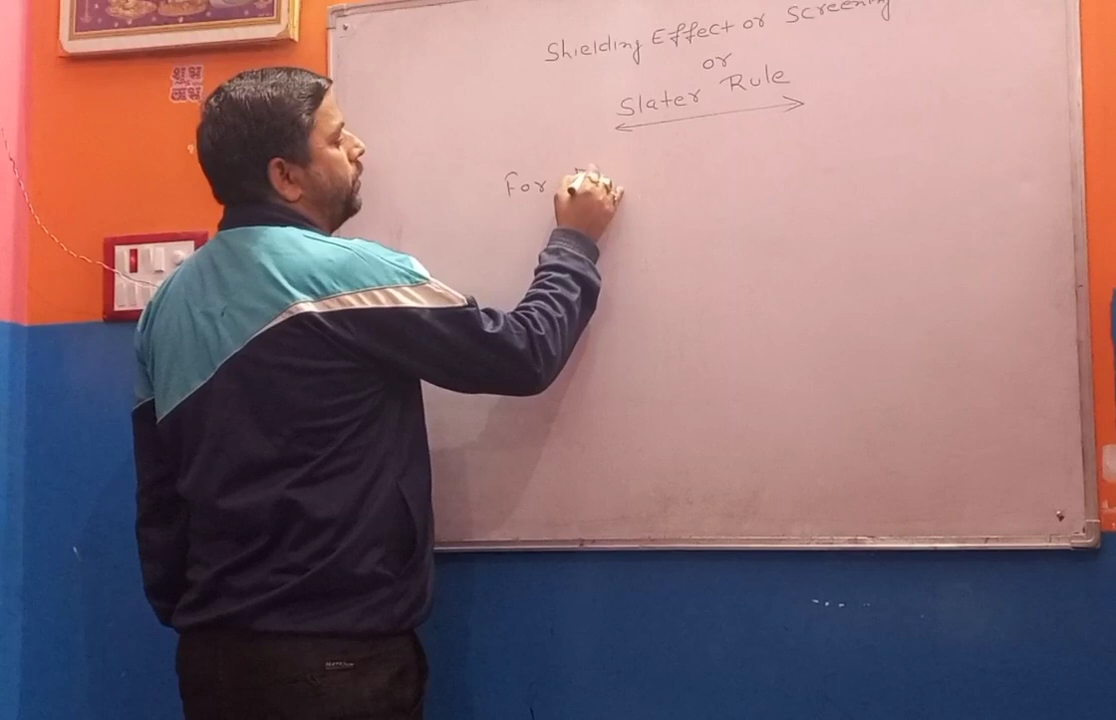 Shielding Effect or Screening
or
Slater Rule
For
शुभ
लाभ